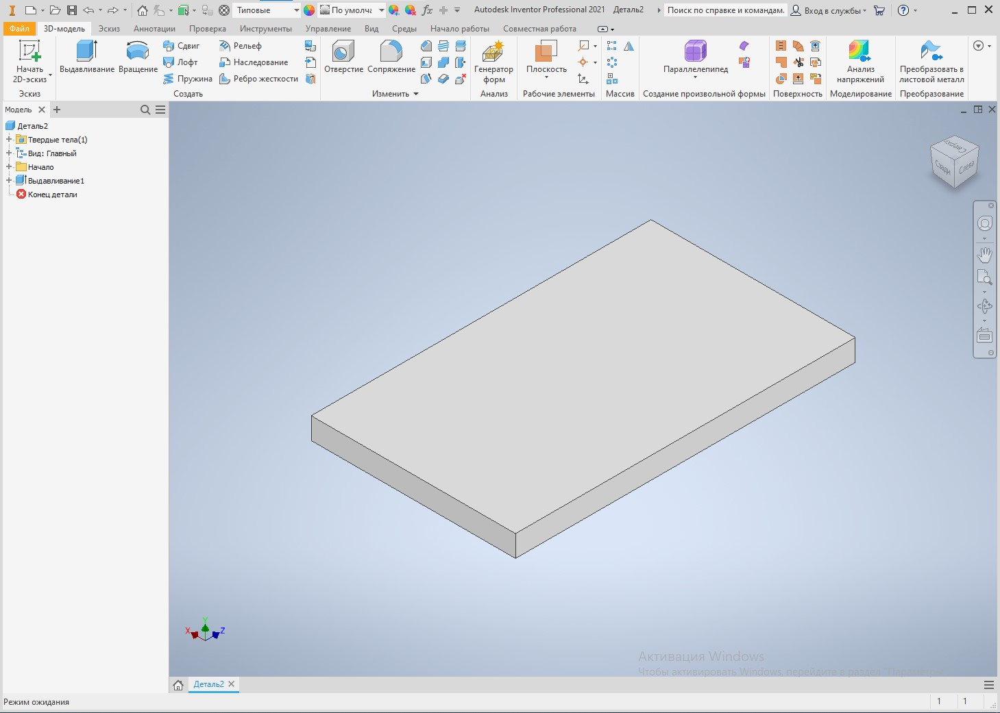 Типовые
По умолча
Autodesk Inventor Professional 2021 Деталь2
Поиск по справке и командам.
Вход в службы
Файл 3D-модель Эскиз Аннотации Проверка Инструменты Управление Вид Среды Начало работы Совместная работа
Начать
2D-эскиз
Эскиз
Выдавливание
Вращение
Сдвиг
Лофт
Пружина
Рельеф
Наследование
Ребро жесткости
Создать
Отверстие
Сопряжение
Изменить
Генератор
форм
Анализ
Плоскость
Рабочие элементы
Массив
Параллелепипед
Создание произвольной формы
Поверхность
Анализ
напряжений
Моделирование
Преобразовать в
листовой металл
Преобразование
Модель
Деталь2
Твердые тела(1)
Вид: Главный
Начало
Выдавливание1
Конец детали
Сверху
Сзади
Слева
X
Y
Z
Активация Windows
Чтобы активировать Windows, перейдите в раздел "Параметры
Деталь2
Режим ожидания
1
1